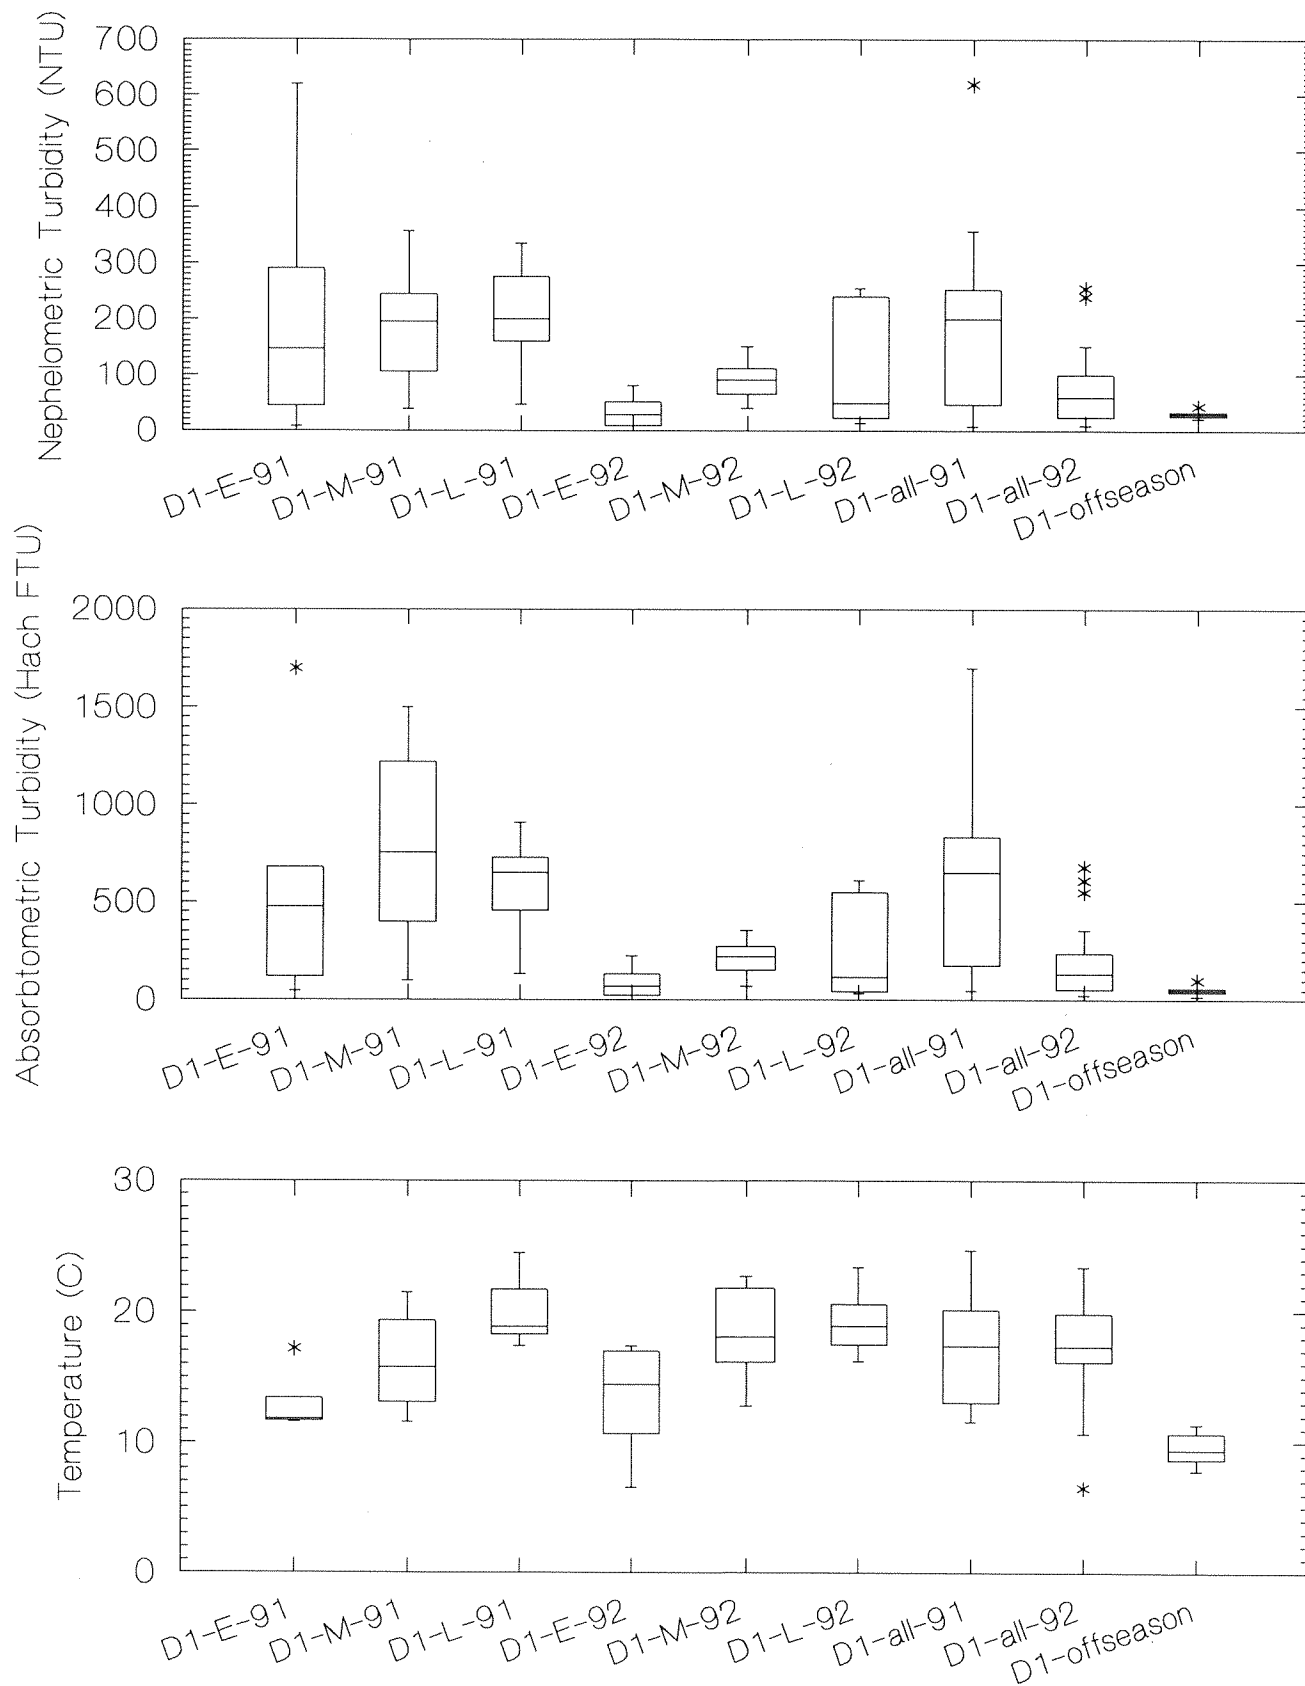 Nephelometric Turbidity (NTU)
700
600
500
400
300
200
100
0
D1-E-91
D1-M-91
D1-L-91
D1-E-92
D1-M-92
D1-L-92
D1-all-91
D1-all-92
D1-offseason
Absorbtometric Turbidity (Hach FTU)
2000
1500
1000
500
0
D1-E-91
D1-M-91
D1-L-91
D1-E-92
D1-M-92
D1-L-92
D1-all-91
D1-all-92
D1-offseason
Temperature (C)
30
20
10
0
D1-E-91
D1-M-91
D1-L-91
D1-E-92
D1-M-92
D1-L-92
D1-all-91
D1-all-92
D1-offseason